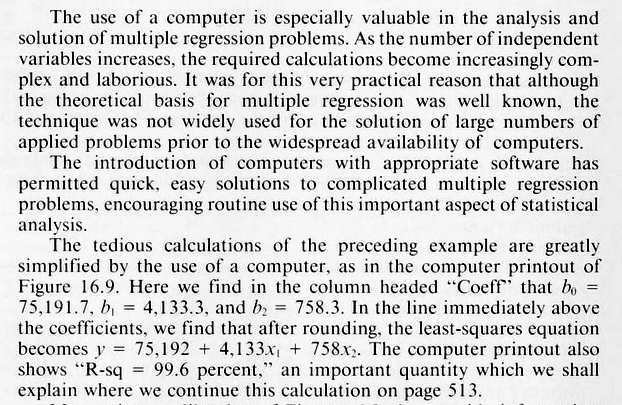 The use of a computer is especially valuable in the analysis and
solution of multiple regression problems. As the number of independent
variables increases, the required calculations become increasingly com-
plex and laborious. It was for this very practical reason that although
the theoretical basis for multiple regression was well known, the
technique was not widely used for the solution of large numbers of
applied problems prior to the widespread availability of computers.
The introduction of computers with appropriate software has
permitted quick, easy solutions to complicated multiple regression
problems, encouraging routine use of this important aspect of statistical
analysis.
The tedious calculations of the preceding example are greatly
simplified by the use of a computer, as in the computer printout of
Figure 16.9. Here we find in the column headed “Coeff” that b₀ =
75,191.7, b₁ = 4,133.3, and b₂ = 758.3. In the line immediately above
the coefficients, we find that after rounding, the least-squares equation
becomes y = 75,192 + 4,133x₁ + 758x₂. The computer printout also
shows “R-sq = 99.6 percent,” an important quantity which we shall
explain where we continue this calculation on page 513.